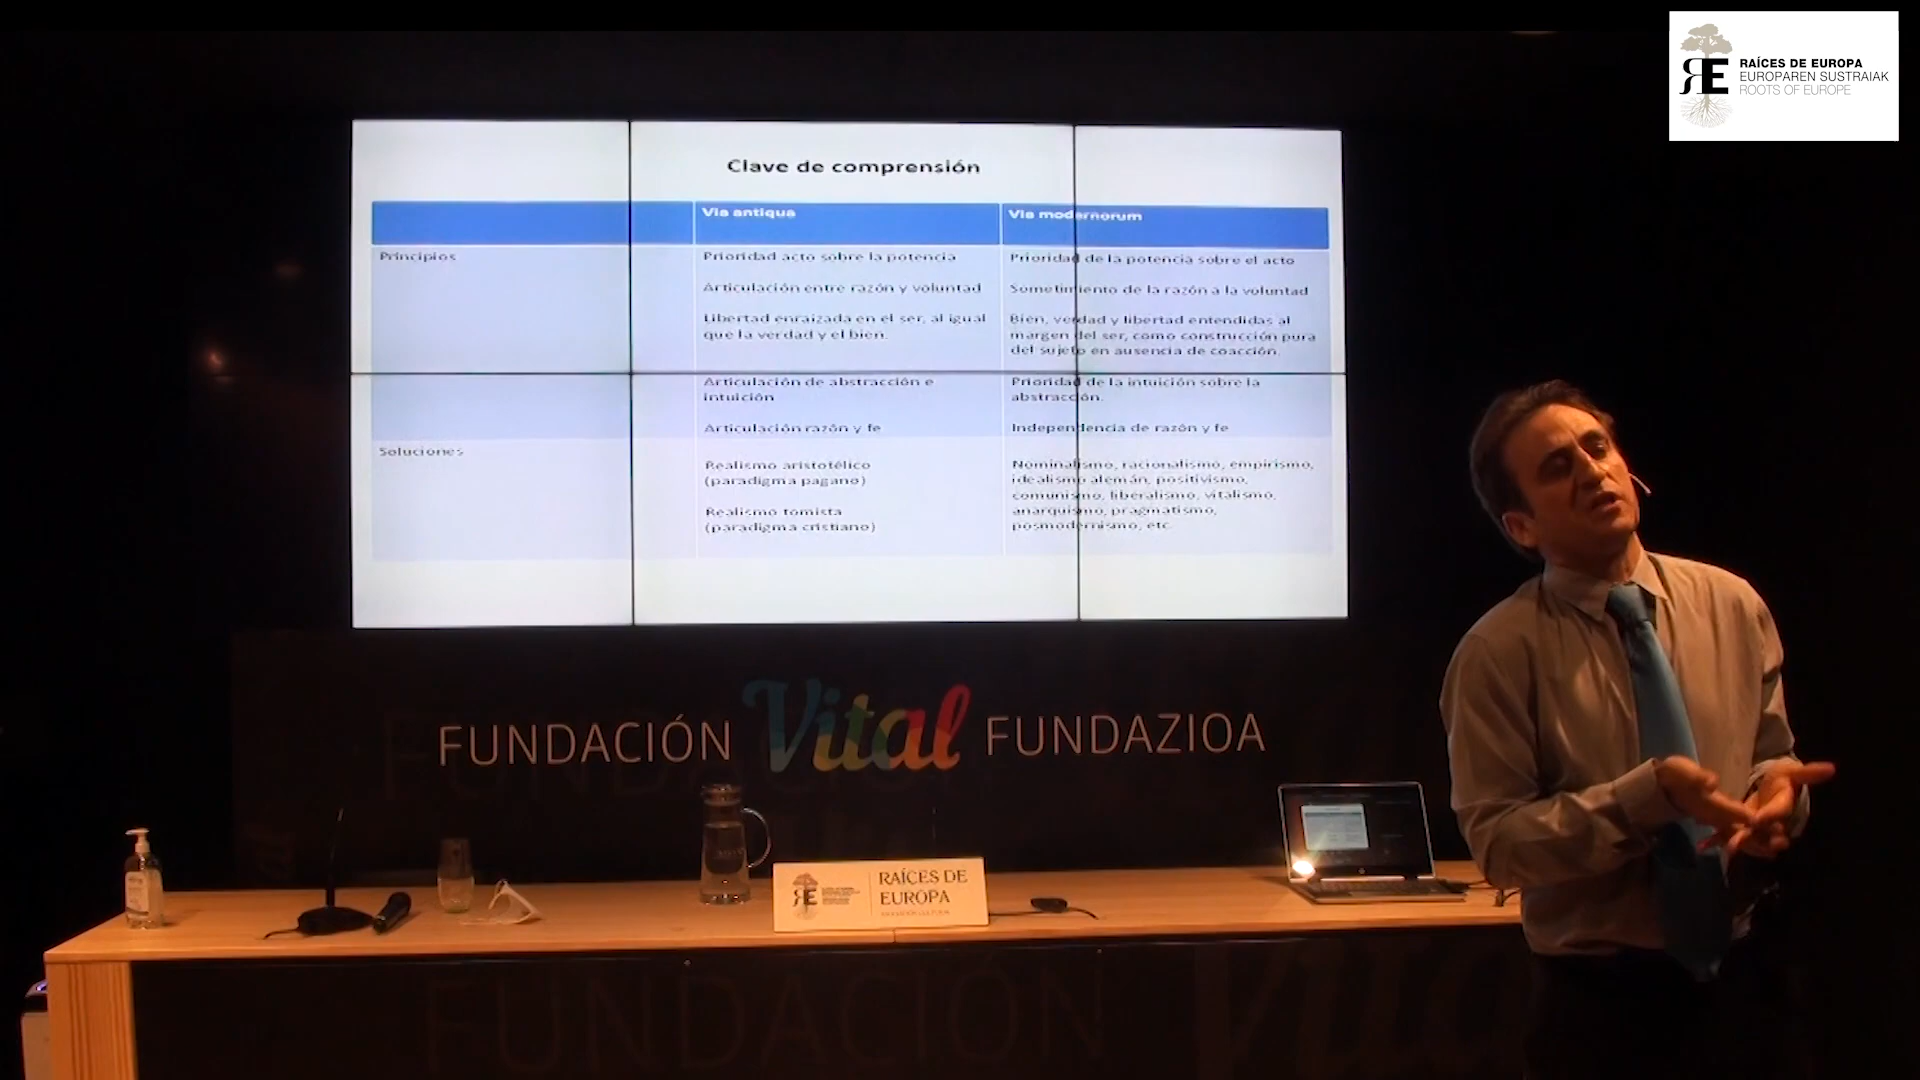 RAÍCES DE EUROPA
EUROPAREN SUSTRAIAK
ROOTS OF EUROPE
RE
Clave de comprensión
Via antiqua
Via modernorum
Principios
Prioridad acto sobre la potencia
Articulación entre razón y voluntad
Libertad enraizada en el ser, al igual
que la verdad y el bien.
Articulación de abstracción e
intuición
Articulación razón y fe
Prioridad de la potencia sobre el acto
Sometimiento de la razón a la voluntad
Bien, verdad y libertad entendidas al
margen del ser, como construcción pura
del sujeto en ausencia de coacción.
Prioridad de la intuición sobre la
abstracción.
Independencia de razón y fe
Soluciones
Realismo aristotélico
(paradigma pagano)
Realismo tomista
(paradigma cristiano)
Nominalismo, racionalismo, empirismo,
idealismo alemán, positivismo,
comunismo, liberalismo, vitalismo,
anarquismo, pragmatismo,
posmodernismo, etc.
FUNDACIÓN Vital FUNDAZIOA
RE
RAÍCES DE
EUROPA
FUNDACIÓN